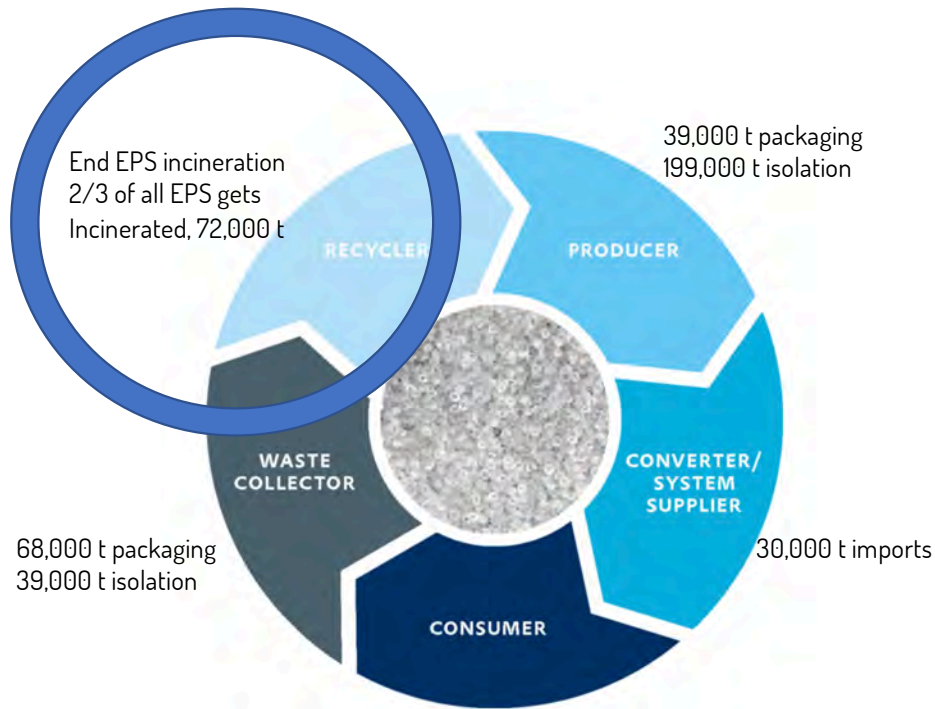 End EPS incineration
2/3 of all EPS gets
Incinerated, 72,000 t
RECYCLER
39,000 t packaging
199,000 t isolation
PRODUCER
CONVERTER/
SYSTEM
SUPPLIER
30,000 t imports
CONSUMER
WASTE
COLLECTOR
68,000 t packaging
39,000 t isolation